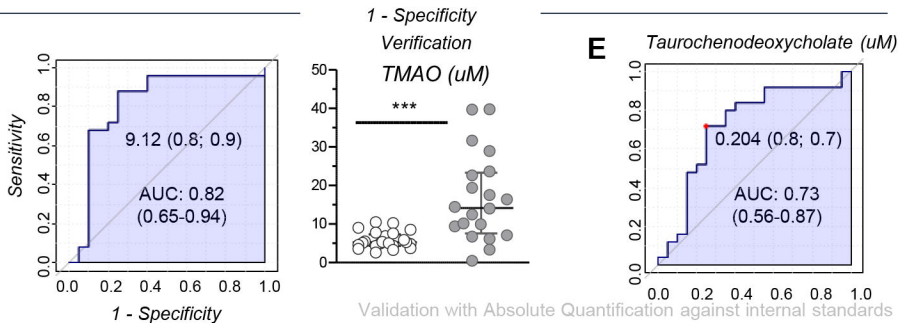 1 - Specificity
Verification
TMAO (uM)
***
50
40
30
20
10
0
Sensitivity
1.0
0.8
0.6
0.4
0.2
0.0
9.12 (0.8; 0.9)
AUC: 0.82
(0.65-0.94)
0.0 0.2 0.4 0.6 0.8 1.0
1 - Specificity
E
Taurochenodeoxycholate (uM)
1.0
0.8
0.6
0.4
0.2
0.0
0.204 (0.8; 0.7)
AUC: 0.73
(0.56-0.87)
0.0 0.2 0.4 0.6 0.8 1.0
Validation with Absolute Quantification against internal standards